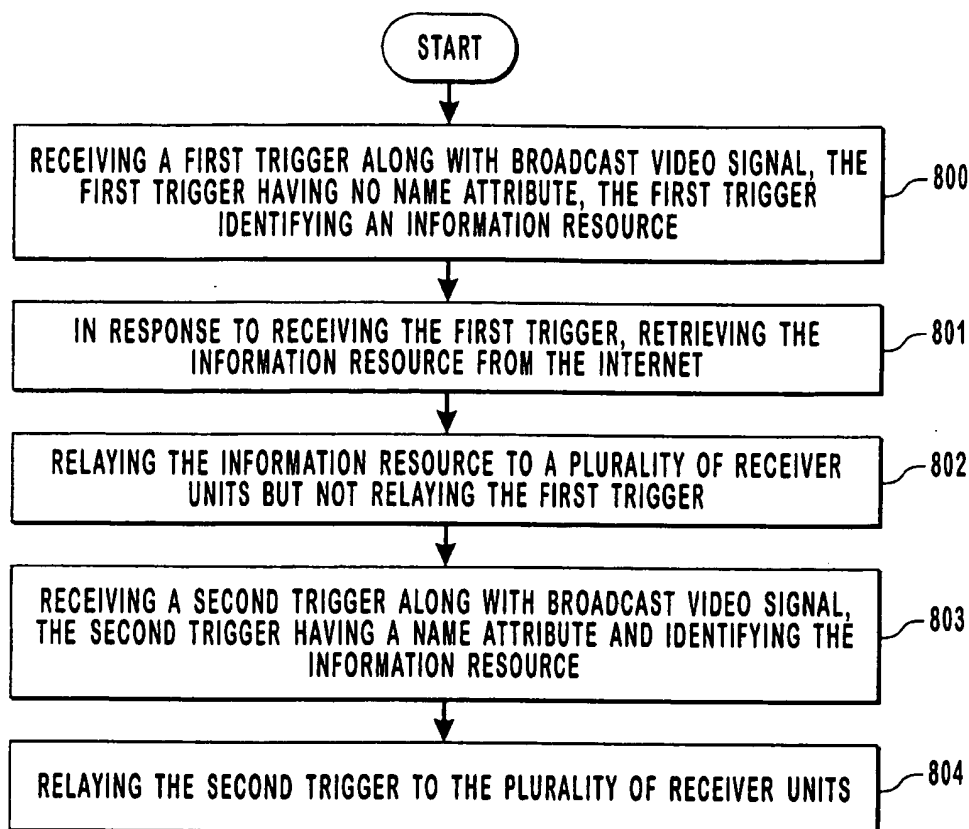 START
RECEIVING A FIRST TRIGGER ALONG WITH BROADCAST VIDEO SIGNAL, THE
FIRST TRIGGER HAVING NO NAME ATTRIBUTE, THE FIRST TRIGGER
IDENTIFYING AN INFORMATION RESOURCE
800
IN RESPONSE TO RECEIVING THE FIRST TRIGGER, RETRIEVING THE
INFORMATION RESOURCE FROM THE INTERNET
801
RELAYING THE INFORMATION RESOURCE TO A PLURALITY OF RECEIVER
UNITS BUT NOT RELAYING THE FIRST TRIGGER
802
RECEIVING A SECOND TRIGGER ALONG WITH BROADCAST VIDEO SIGNAL,
THE SECOND TRIGGER HAVING A NAME ATTRIBUTE AND IDENTIFYING THE
INFORMATION RESOURCE
803
RELAYING THE SECOND TRIGGER TO THE PLURALITY OF RECEIVER UNITS
804